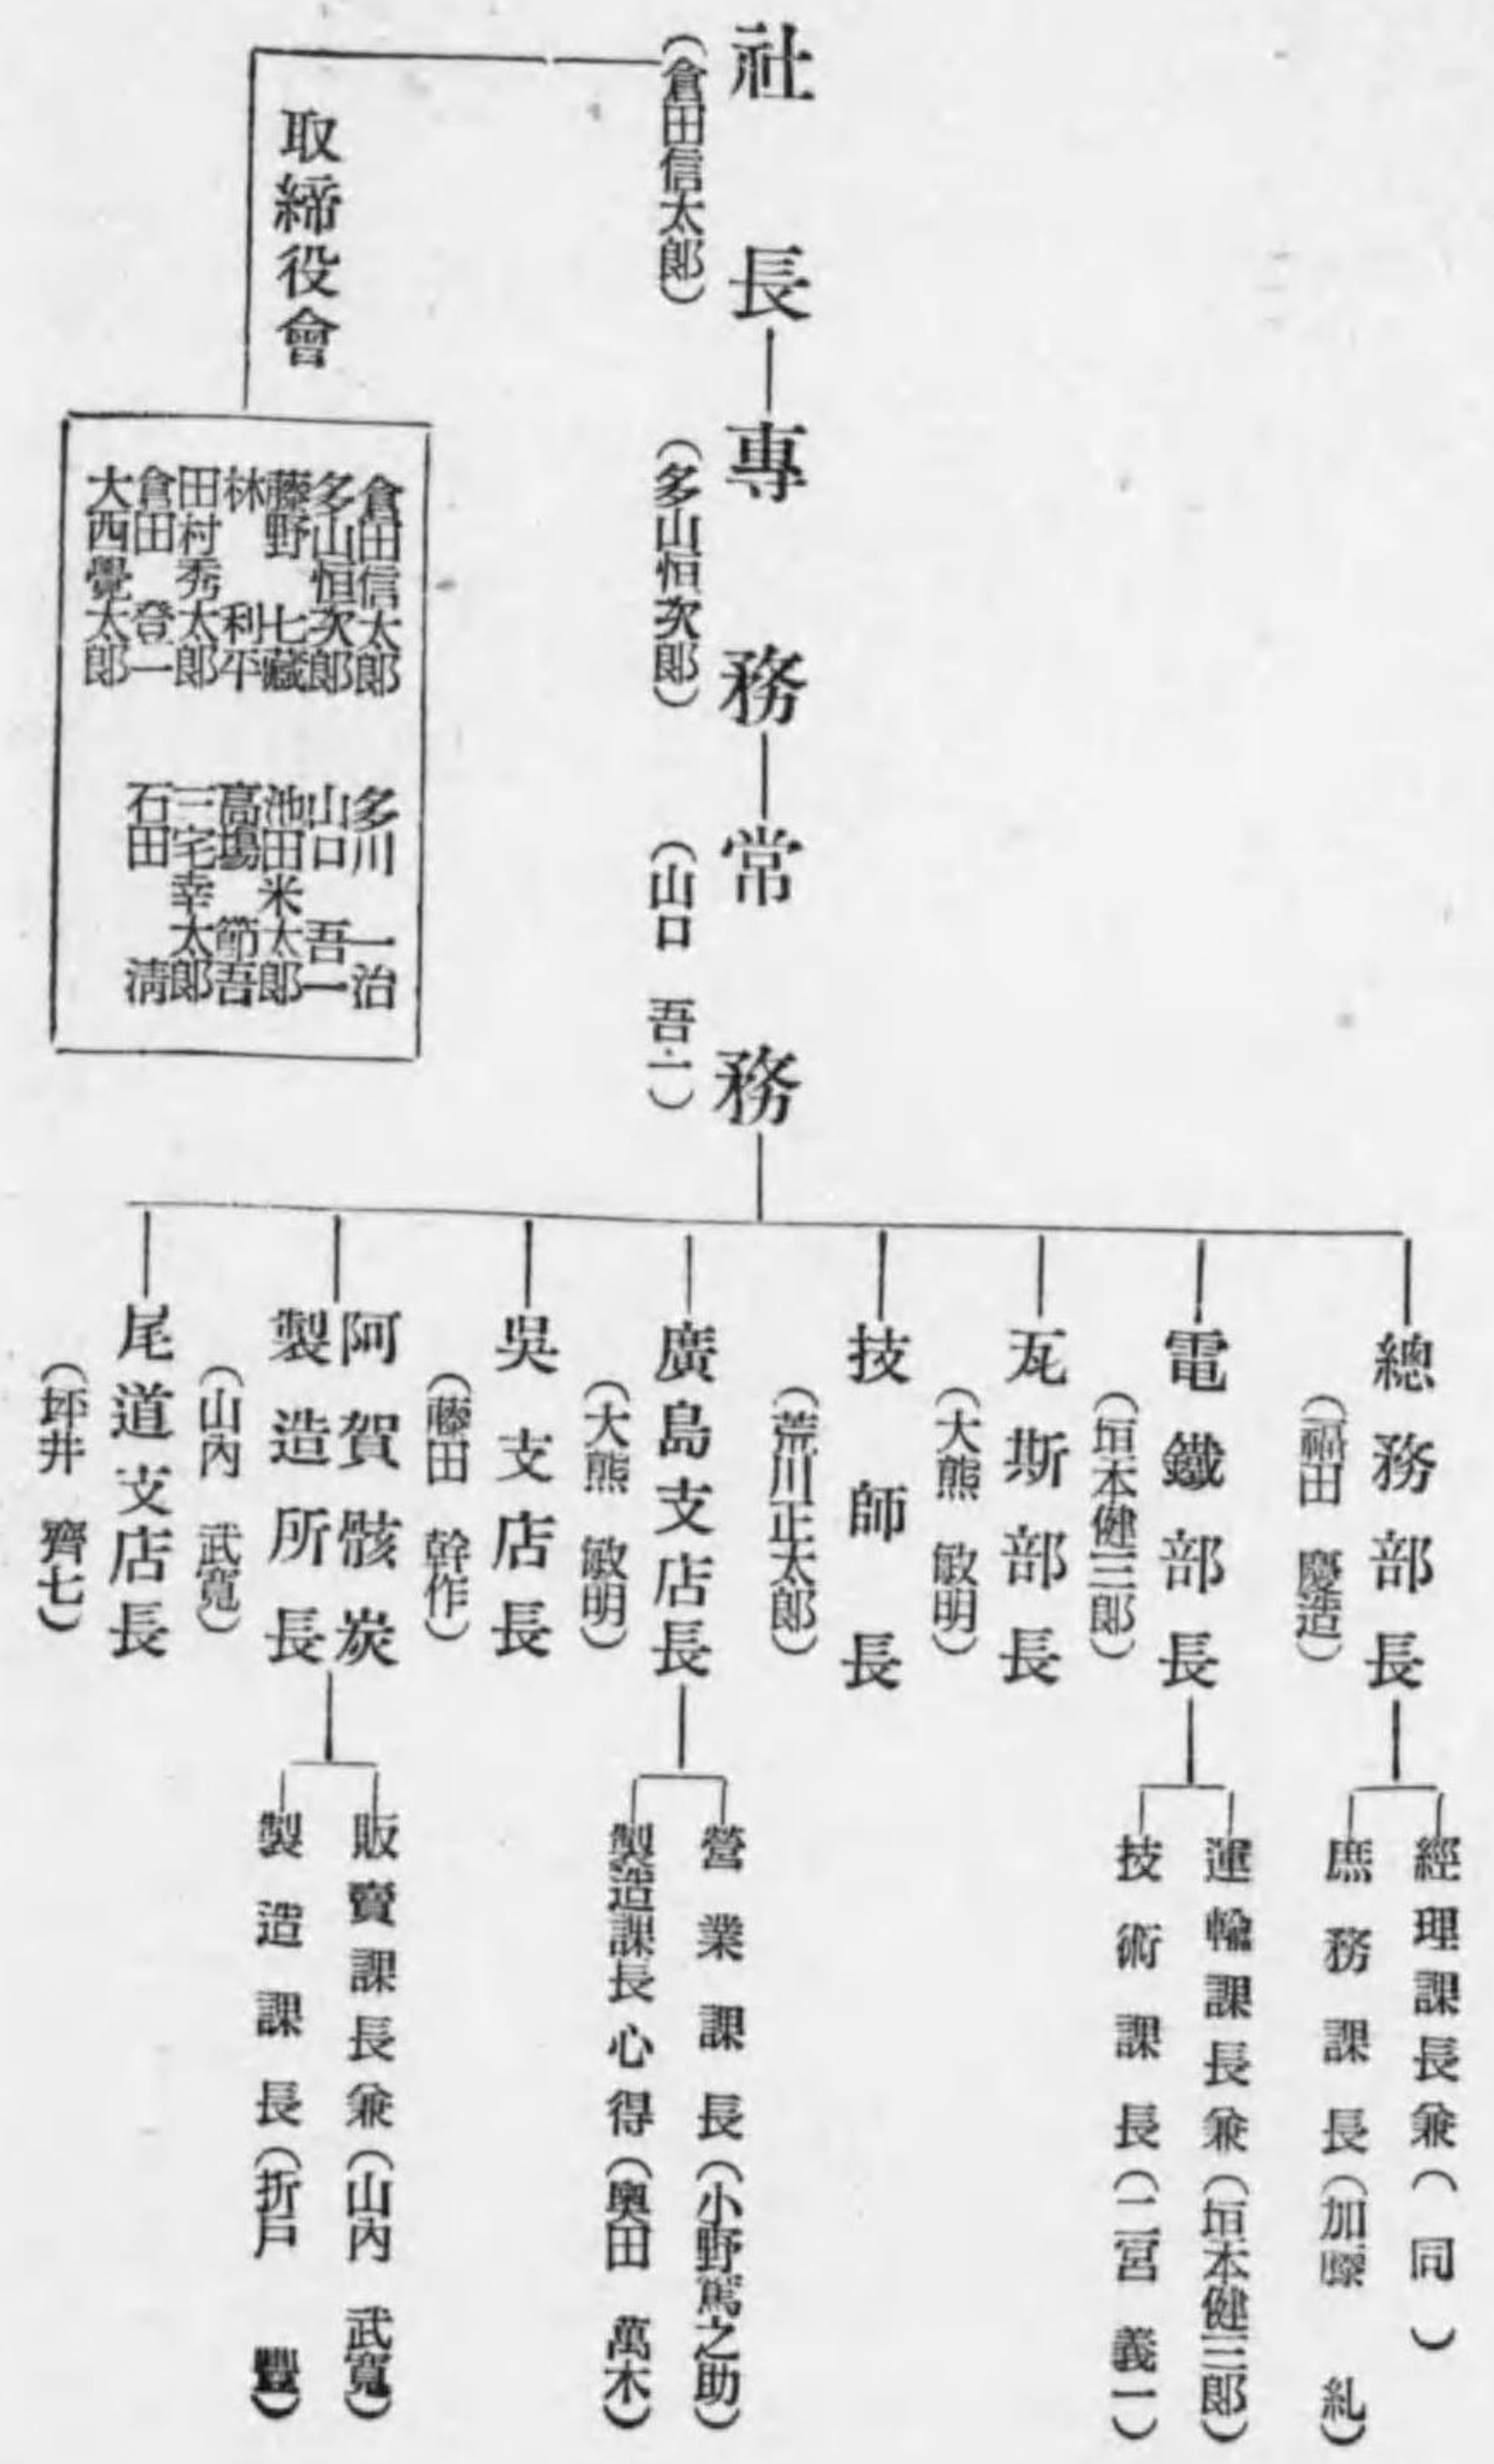 社長
(倉田信太郎)
專務
(多山恒次郎)
常務
(山口 吾一)
取締役會
倉田信太郎
多山恒次郎
藤野 七藏
林 利平
田村秀太郎
倉田 登一
大西覺太郎
多川 一治
山口 吾一
池田米太郎
高場 節吾
三宅幸太郎
石田 淸
總務部長
(福田 慶造)
經理課長兼(同)
庶務課長(加藤 糺)
電鐵部長
(垣本健三郎)
運輸課長兼(垣本健三郎)
技術課長(二宮 義一)
瓦斯部長
(大熊 敏明)
技師長
(荒川正太郎)
廣島支店長
(大熊 敏明)
營業課長(小野篤之助)
製造課長心得(奧田 萬木)
吳支店長
(藤田 幹作)
阿賀骸炭
製造所長
(山內 武寬)
販賣課長兼(山內 武寬)
製造課長(折戶 豐)
尾道支店長
(坪井 齊七)